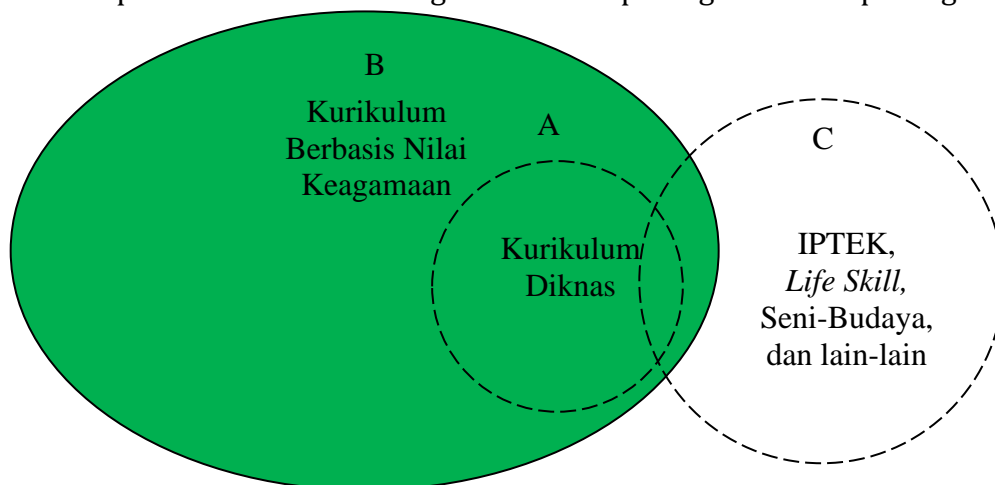 B
Kurikulum
Berbasis Nilai
Keagamaan
A
Kurikulum
Diknas
C
IPTEK,
Life Skill,
Seni-Budaya,
dan lain-lain